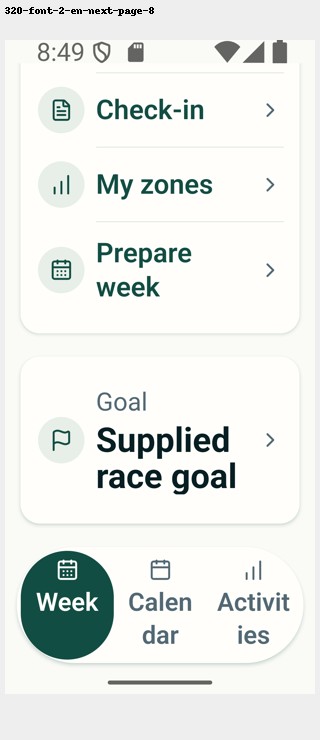 320-font-2-en-next-page-8
8:49
Check-in
My zones
Prepare
week
Goal
Supplied
race goal
Week
Calen
dar
Activit
ies